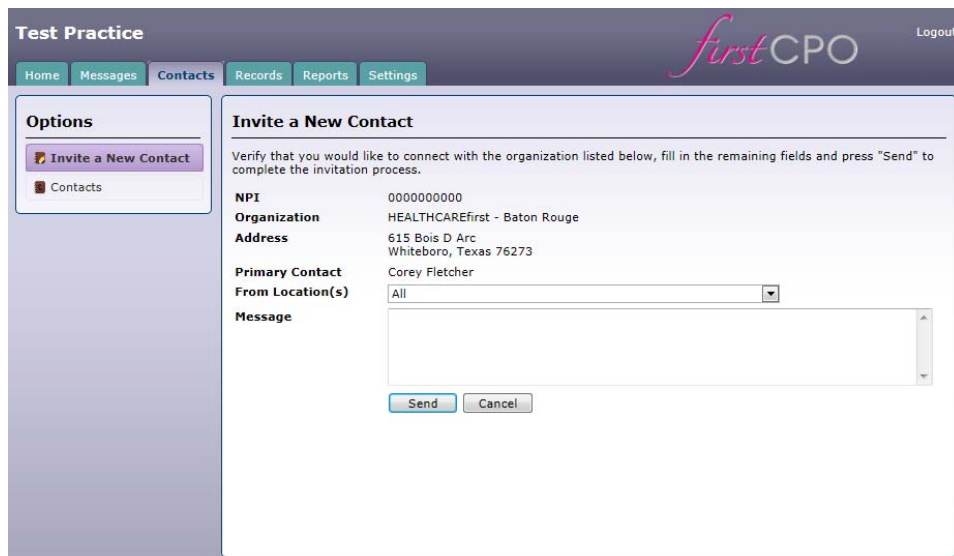 Test Practice
firstCPO
Logout
Home Messages Contacts Records Reports Settings
Options
Invite a New Contact
Contacts
Invite a New Contact
Verify that you would like to connect with the organization listed below, fill in the remaining fields and press "Send" to
complete the invitation process.
NPI 0000000000
Organization HEALTHCAREfirst - Baton Rouge
Address 615 Bois D Arc
Whiteboro, Texas 76273
Primary Contact Corey Fletcher
From Location(s) All
Message
Send Cancel